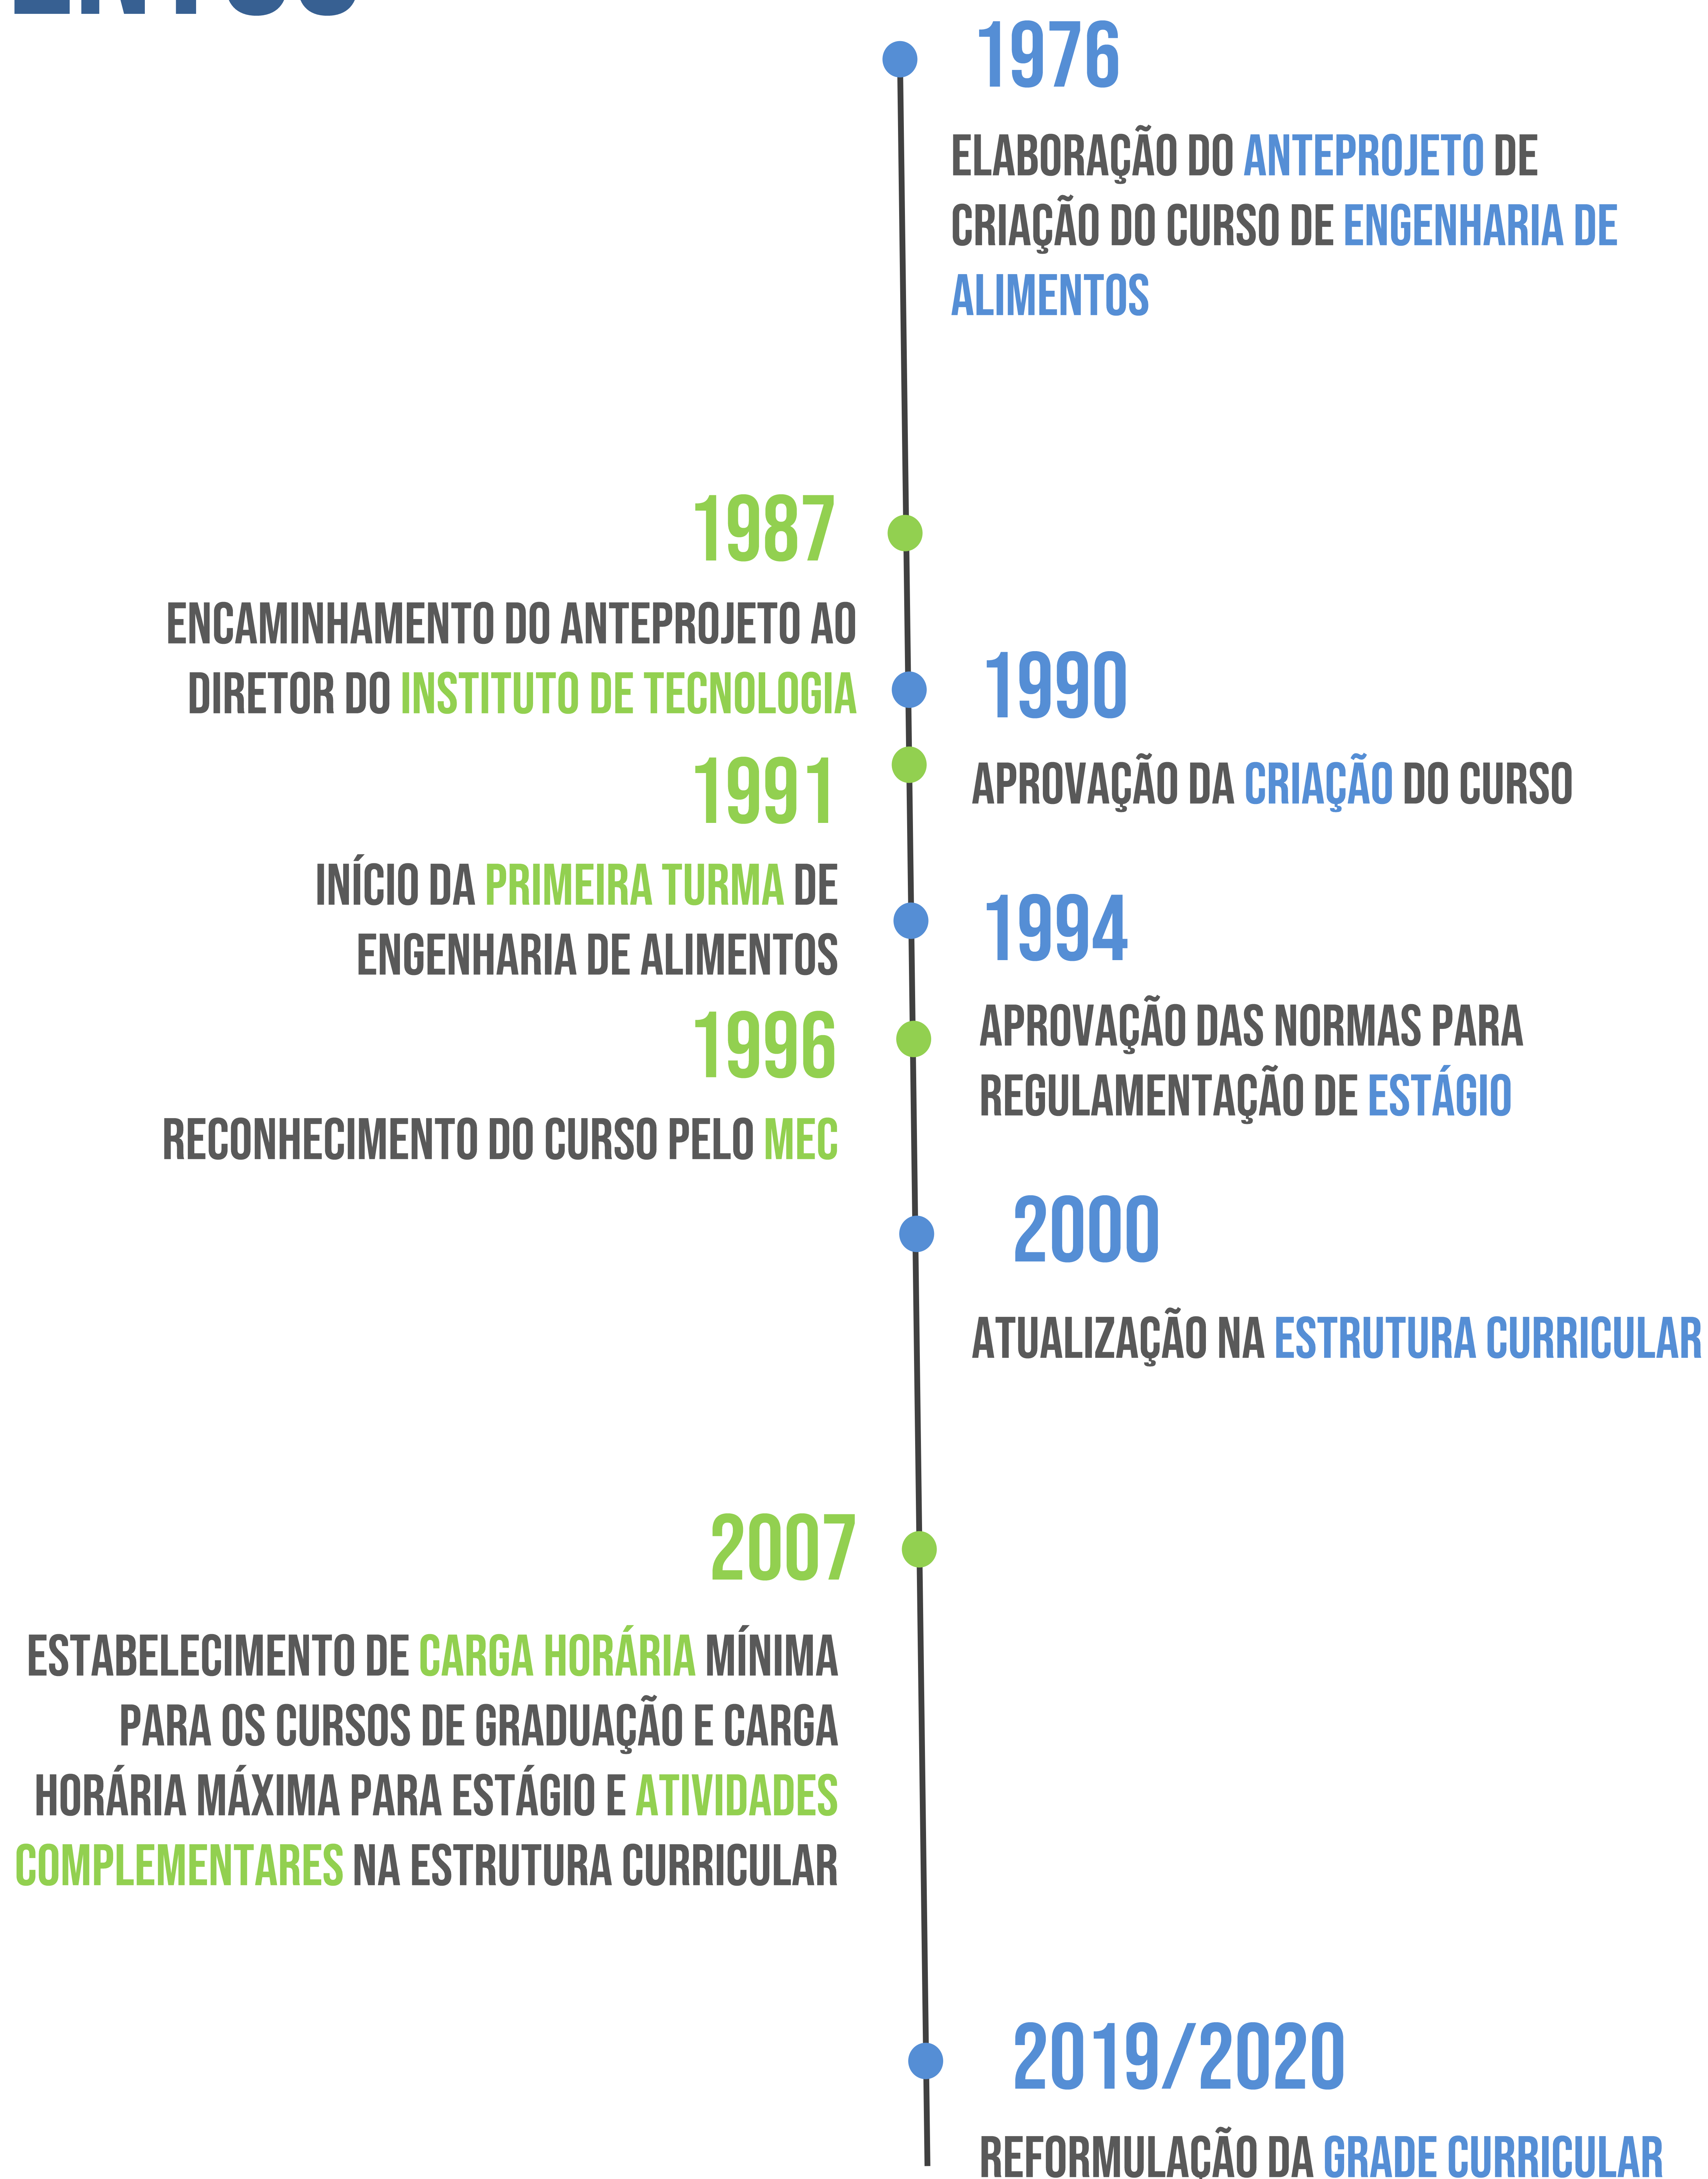 1976
ELABORAÇÃO DO ANTEPROJETO DE
CRIAÇÃO DO CURSO DE ENGENHARIA DE
ALIMENTOS
1987
ENCAMINHAMENTO DO ANTEPROJETO AO
DIRETOR DO INSTITUTO DE TECNOLOGIA
1990
APROVAÇÃO DA CRIAÇÃO DO CURSO
1991
INÍCIO DA PRIMEIRA TURMA DE
ENGENHARIA DE ALIMENTOS
1994
APROVAÇÃO DAS NORMAS PARA
REGULAMENTAÇÃO DE ESTÁGIO
1996
RECONHECIMENTO DO CURSO PELO MEC
2000
ATUALIZAÇÃO NA ESTRUTURA CURRICULAR
2007
ESTABELECIMENTO DE CARGA HORÁRIA MÍNIMA
PARA OS CURSOS DE GRADUAÇÃO E CARGA
HORÁRIA MÁXIMA PARA ESTÁGIO E ATIVIDADES
COMPLEMENTARES NA ESTRUTURA CURRICULAR
2019/2020
REFORMULAÇÃO DA GRADE CURRICULAR